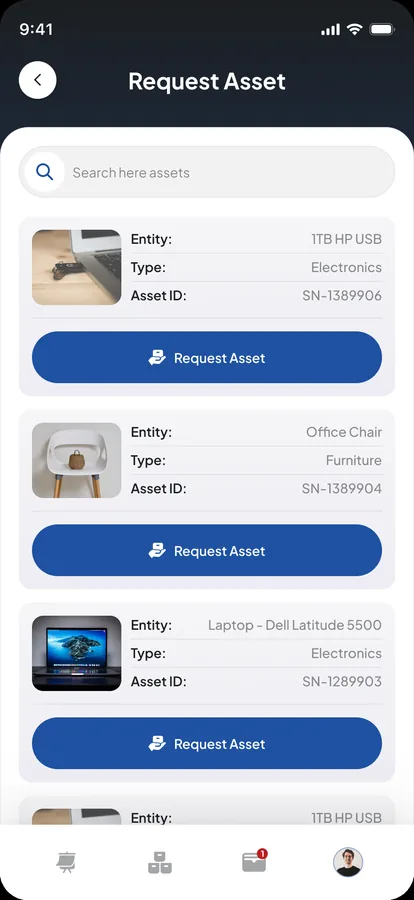 9:41
Request Asset
Search here assets
Entity: 1TB HP USB
Type: Electronics
Asset ID: SN-1389906
Request Asset
Entity: Office Chair
Type: Furniture
Asset ID: SN-1389904
Request Asset
Entity: Laptop - Dell Latitude 5500
Type: Electronics
Asset ID: SN-1289903
Request Asset
Entity: 1TB HP USB
1